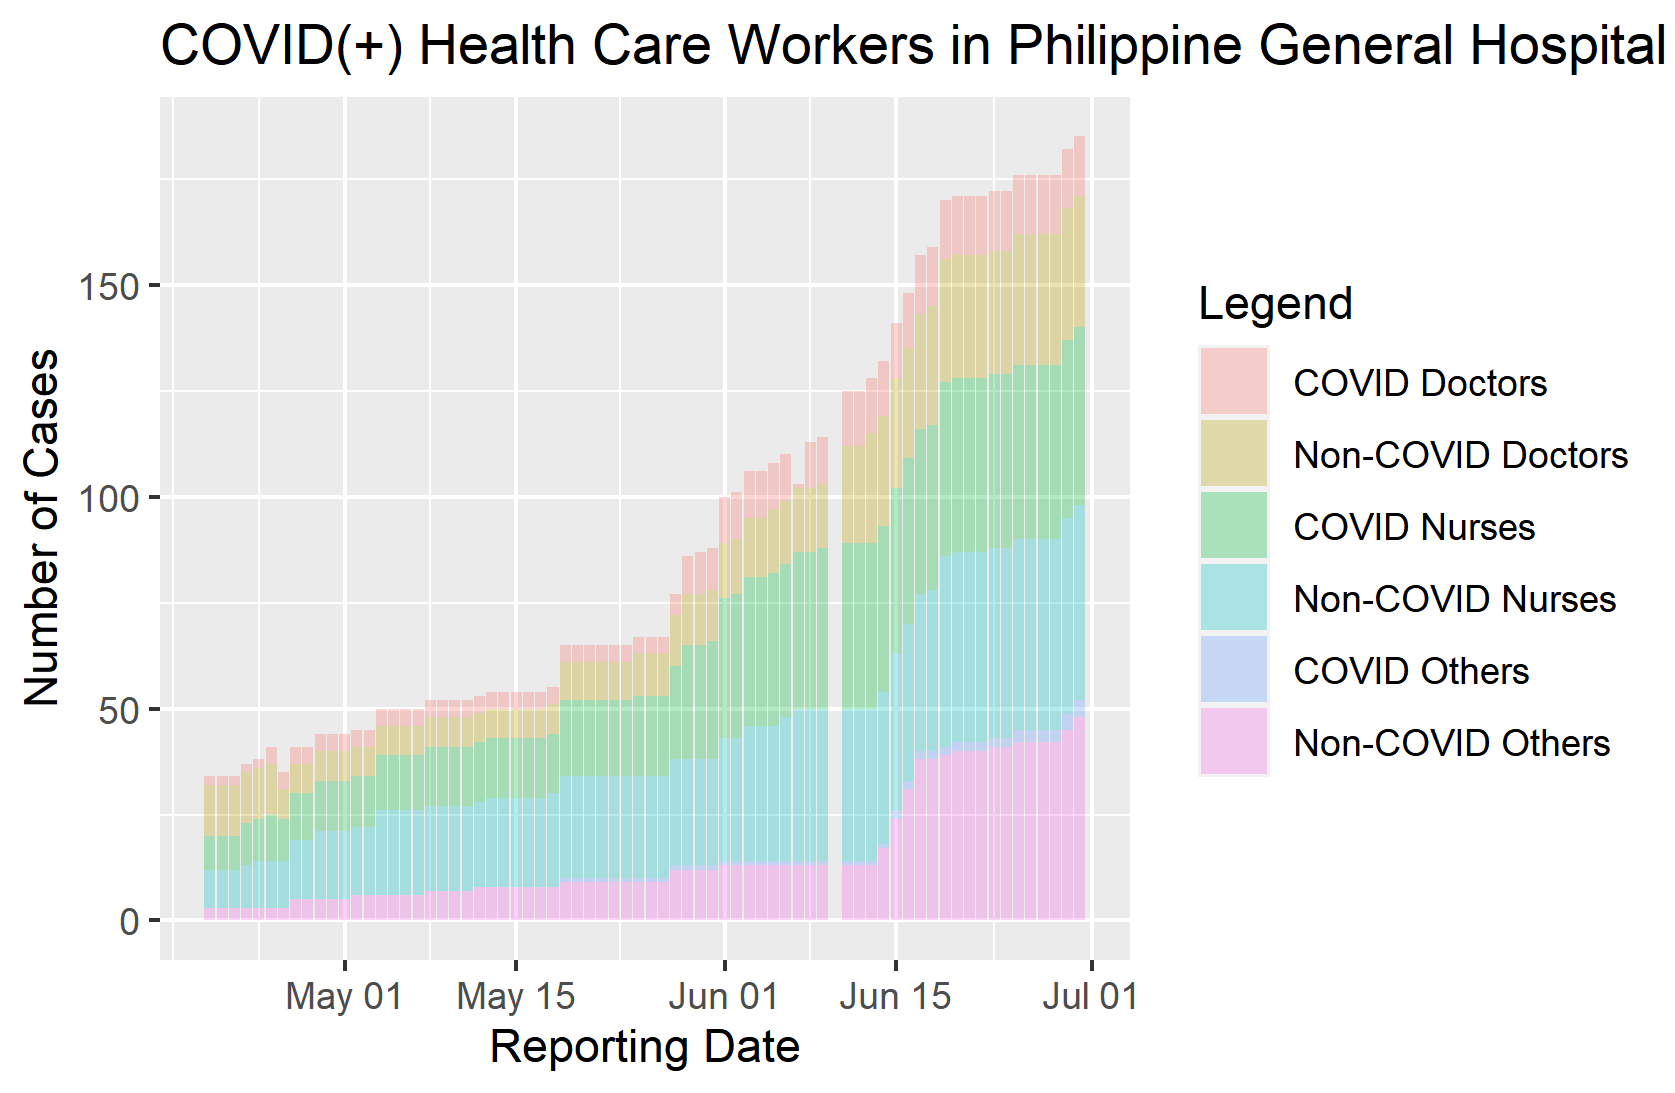 COVID(+) Health Care Workers in Philippine General Hospital
Number of Cases
150
100
50
0
May 01
May 15
Jun 01
Jun 15
Jul 01
Reporting Date
Legend
COVID Doctors
Non-COVID Doctors
COVID Nurses
Non-COVID Nurses
COVID Others
Non-COVID Others